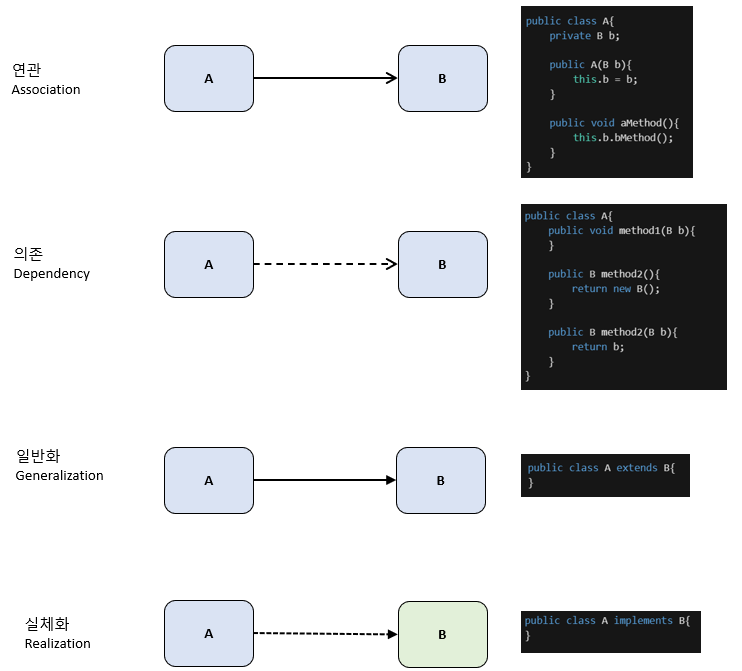 연관
Association
A
B
public class A{
    private B b;
    public A(B b){
        this.b = b;
    }
    public void aMethod(){
        this.b.bMethod();
    }
}
의존
Dependency
A
B
public class A{
    public void method1(B b){
    }
    public B method2(){
        return new B();
    }
    public B method2(B b){
        return b;
    }
}
일반화
Generalization
A
B
public class A extends B{
}
실체화
Realization
A
B
public class A implements B{
}